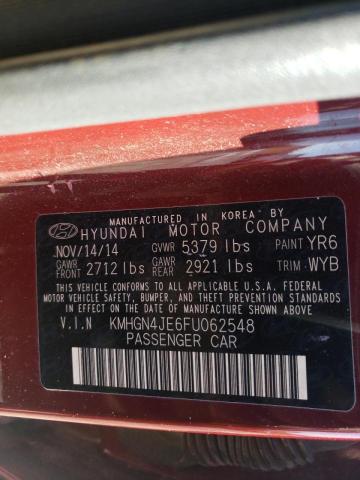 MANUFACTURED IN KOREA BY
HYUNDAI MOTOR COMPANY
NOV/14/14 GVWR 5379 lbs PAINT YR6
GAWR FRONT 2712 lbs GAWR REAR 2921 lbs TRIM: WYB
THIS VEHICLE CONFORMS TO ALL APPLICABLE U.S.A. FEDERAL
MOTOR VEHICLE SAFETY, BUMPER, AND THEFT PREVENTION
STANDARDS IN EFFECT ON THE DATE OF MANUFACTURE SHOWN ABOVE.
V.I.N KMHGN4JE6FU062548
PASSENGER CAR